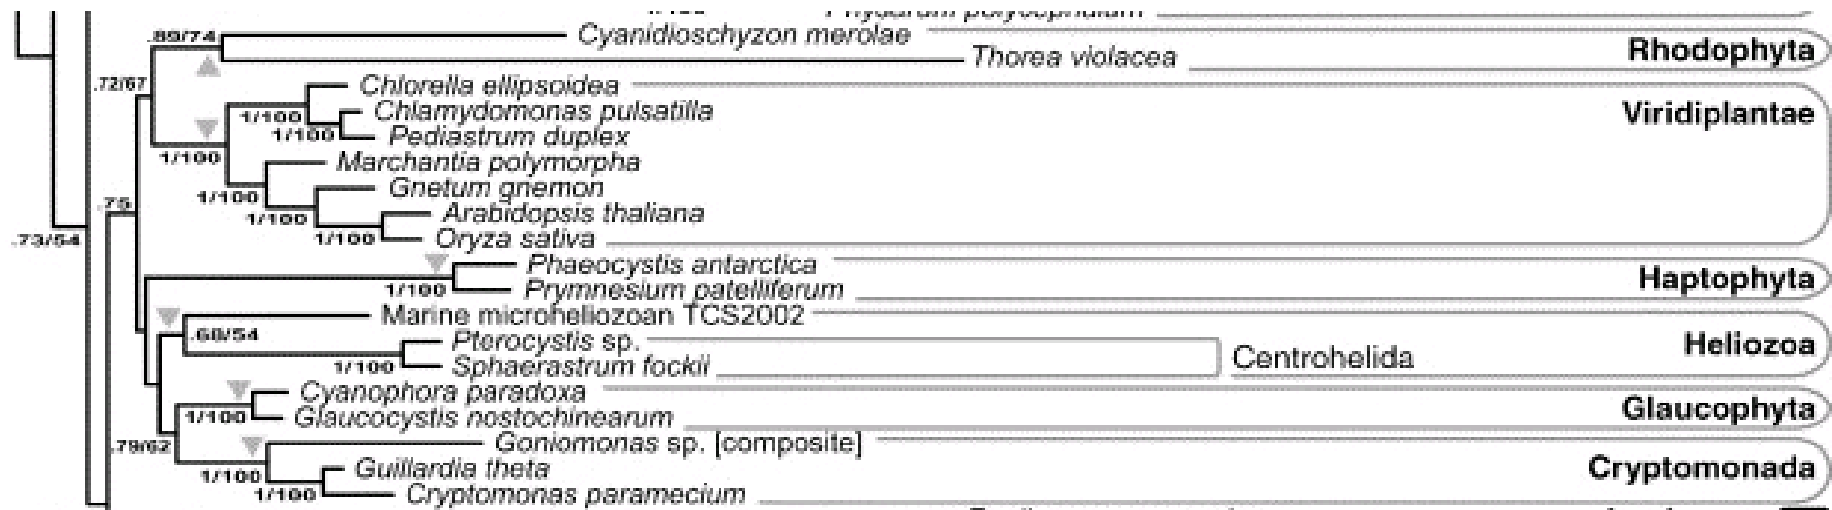 .89/74 Cyanidioschyzon merolae
Rhodophyta
Thorea violacea
.72/67 Chlorella ellipsoidea
1/100 Chlamydomonas pulsatilla
Viridiplantae
1/100 Pediastrum duplex
1/100 Marchantia polymorpha
1/100 Gnetum gnemon
.75 1/100 Arabidopsis thaliana
.73/54 1/100 Oryza sativa
Phaeocystis antarctica
Haptophyta
1/100 Prymnesium patelliferum
Marine microheliozoan TCS2002
.68/54 Pterocystis sp.
Heliozoa
1/100 Sphaerastrum fockii
Centrohelida
Cyanophora paradoxa
1/100 Glaucocystis nostochinearum
Glaucophyta
.79/62 Goniomonas sp. [composite]
1/100 Guillardia theta
Cryptomonada
1/100 Cryptomonas paramecium